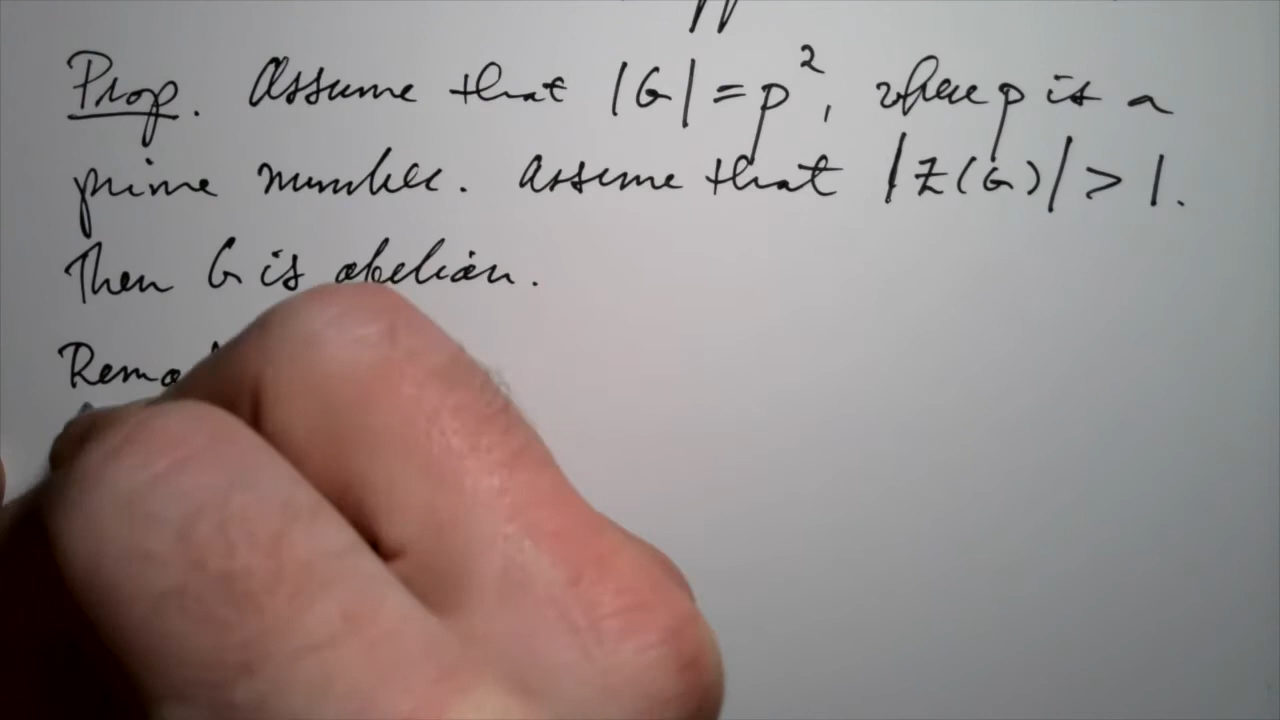 Prop. Assume that |G| = p², where p is a
prime number. Assume that |Z(G)| > 1.
Then G is abelian.